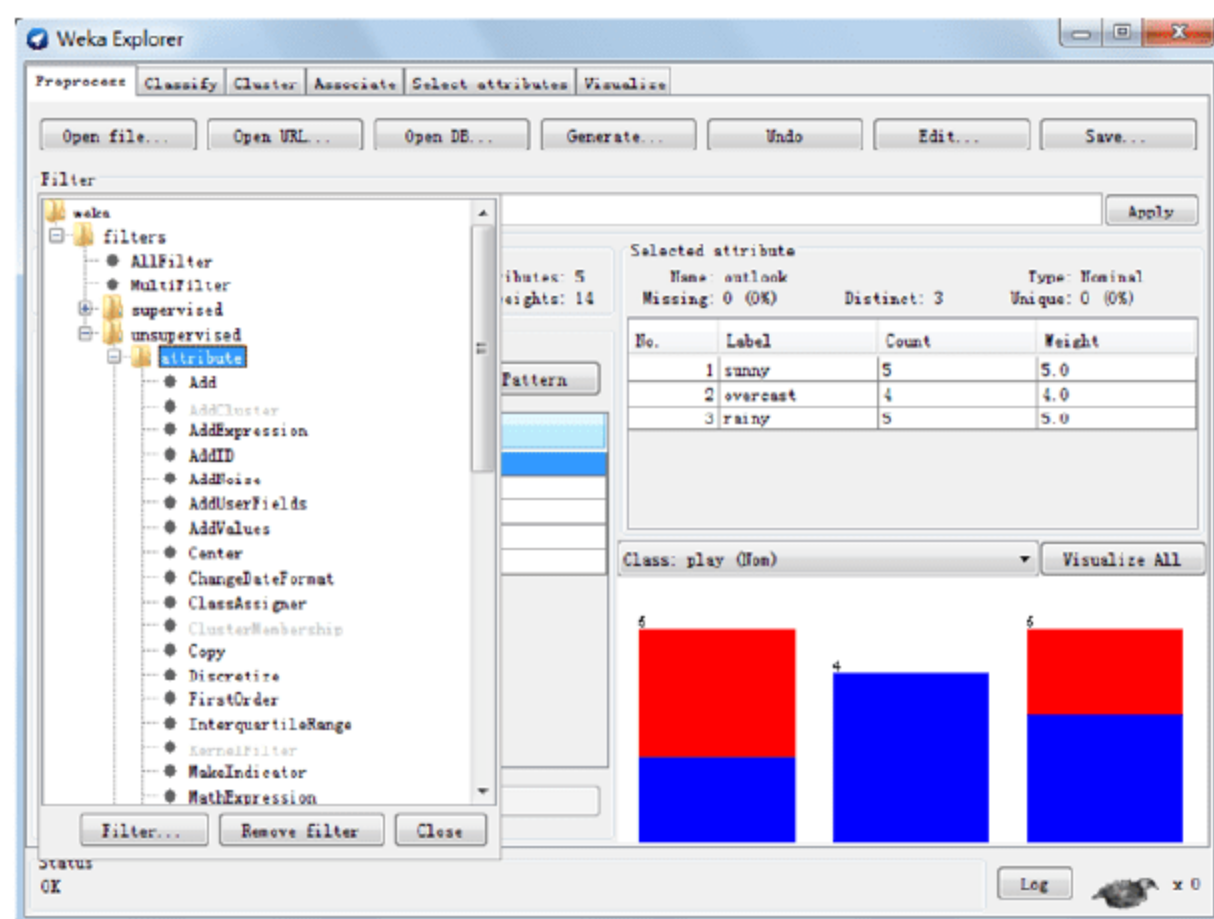 Weka Explorer
Preprocess Classify Cluster Associate Select attributes Visualize
Open file... Open URL... Open DB... Generate... Undo Edit... Save...
Filter
weka
filters
AllFilter
MultiFilter
supervised
unsupervised
attribute
Add
AddCluster
AddExpression
AddID
AddNoise
AddUserFields
AddValues
Center
ChangeDateFormat
ClassAssigner
ClusterMembership
Copy
Discretize
FirstOrder
InterquartileRange
KernelFilter
MakeIndicator
MathExpression
Filter... Remove filter Close
Apply
ibutes: 5
eights: 14
Pattern
Selected attribute
Name: outlook Type: Nominal
Missing: 0 (0%) Distinct: 3 Unique: 0 (0%)
No. Label Count Weight
1 sunny 5 5.0
2 overcast 4 4.0
3 rainy 5 5.0
Class: play (Nom) Visualize All
5 4 5
Status
OK
Log x 0